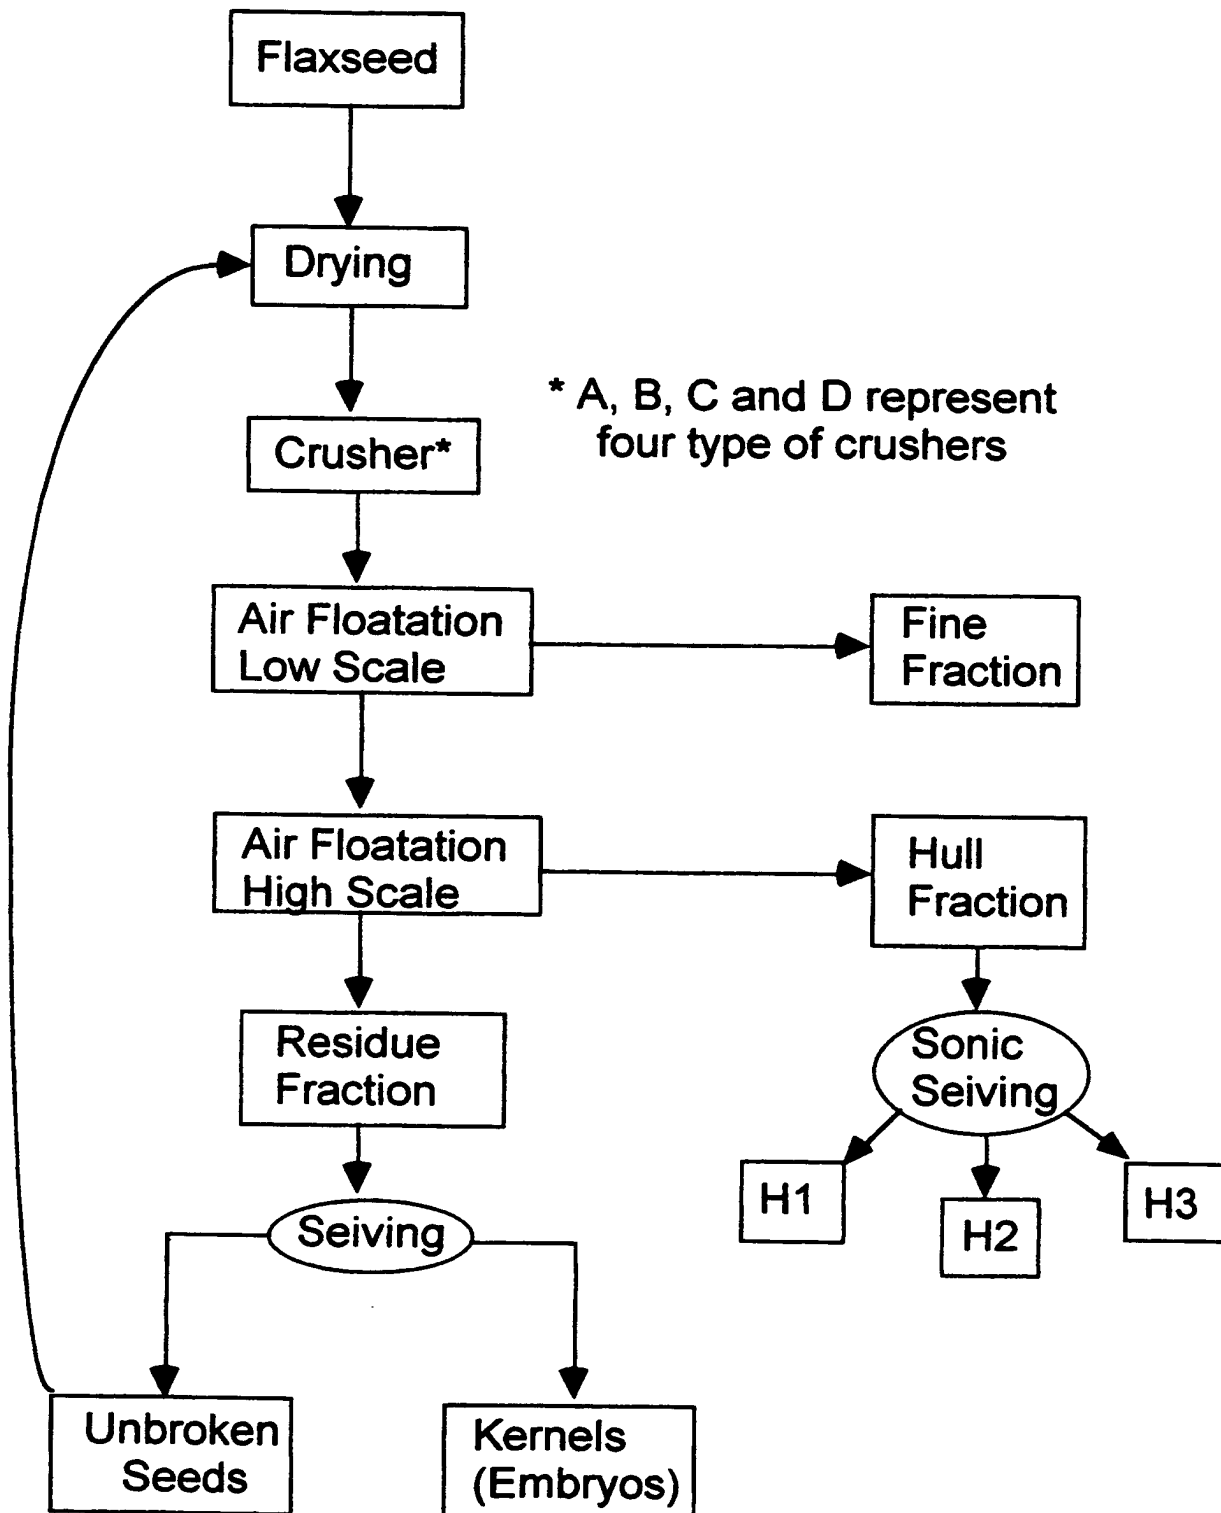 Flaxseed
Drying
* A, B, C and D represent
four type of crushers
Crusher*
Air Floatation
Low Scale
Fine
Fraction
Air Floatation
High Scale
Hull
Fraction
Residue
Fraction
Sonic
Seiving
H1
H2
H3
Seiving
Unbroken
Seeds
Kernels
(Embryos)